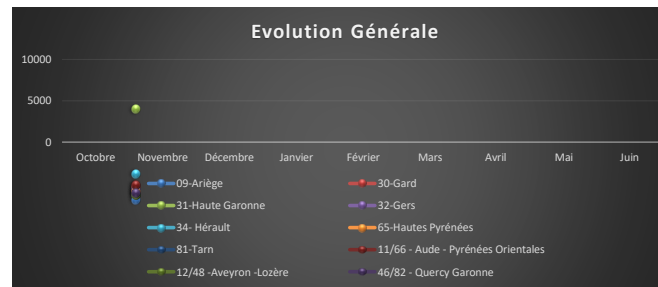 Evolution Générale
10000
5000
0
Octobre Novembre Décembre Janvier Février Mars Avril Mai Juin
09-Ariège 30-Gard
31-Haute Garonne 32-Gers
34- Hérault 65-Hautes Pyrénées
81-Tarn 11/66 - Aude - Pyrénées Orientales
12/48 -Aveyron -Lozère 46/82 - Quercy Garonne